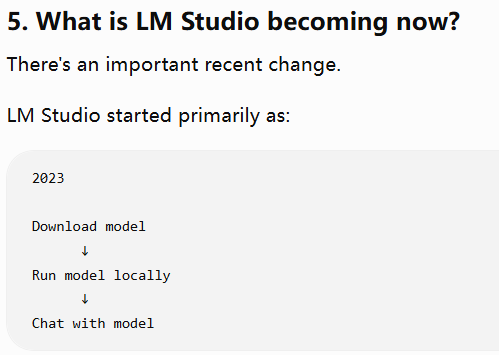 5. What is LM Studio becoming now?
There's an important recent change.
LM Studio started primarily as:
2023
Download model
↓
Run model locally
↓
Chat with model